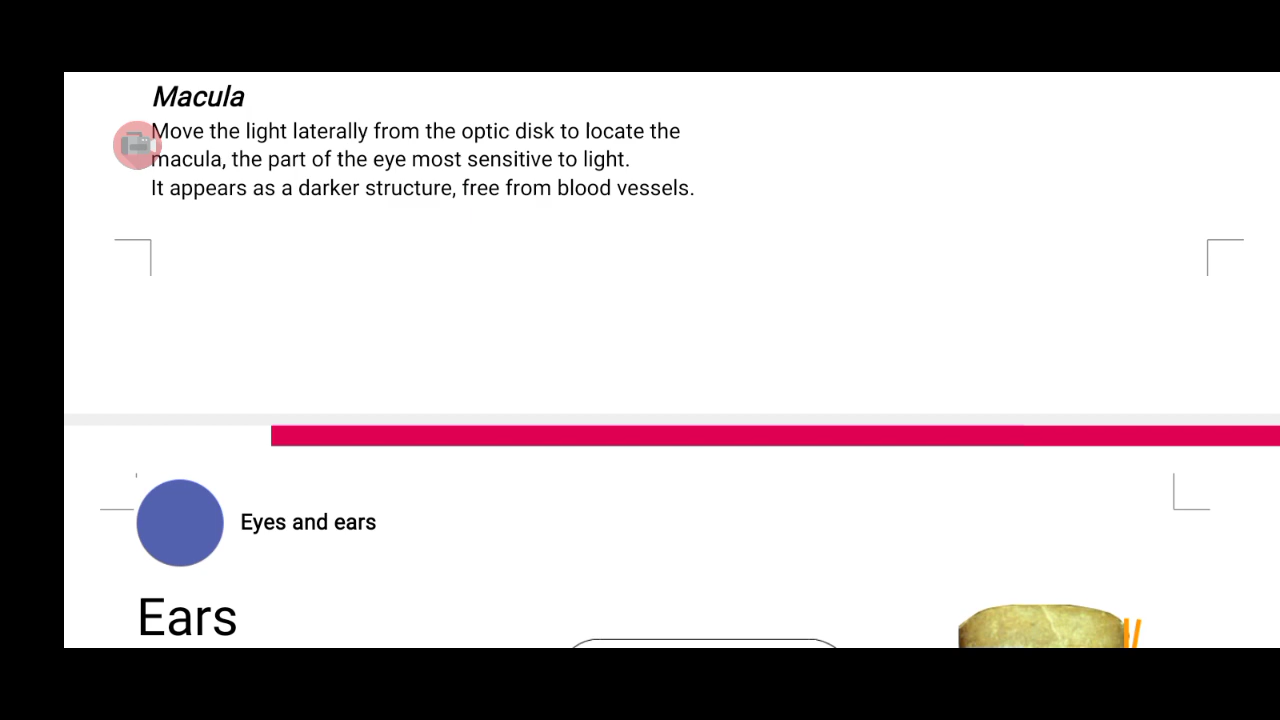 Macula
Move the light laterally from the optic disk to locate the
macula, the part of the eye most sensitive to light.
It appears as a darker structure, free from blood vessels.
Eyes and ears
Ears